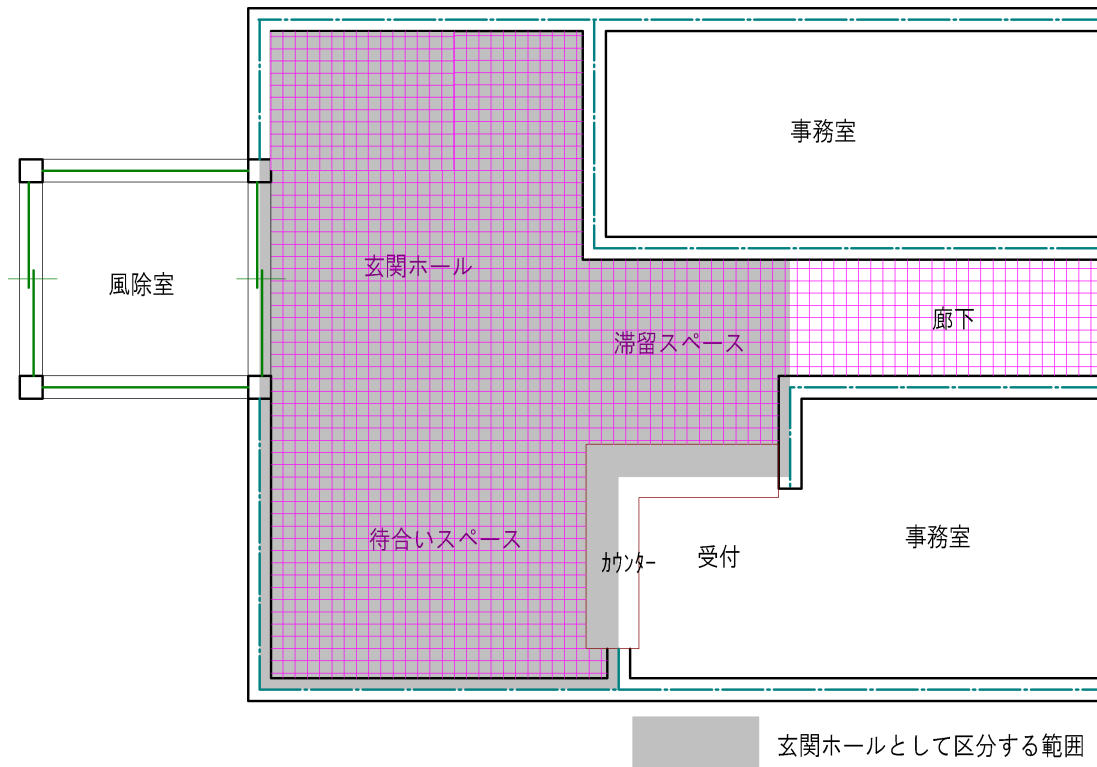 事務室
玄関ホール
風除室
廊下
滞留スペース
待合いスペース
事務室
カウンター
受付
玄関ホールとして区分する範囲